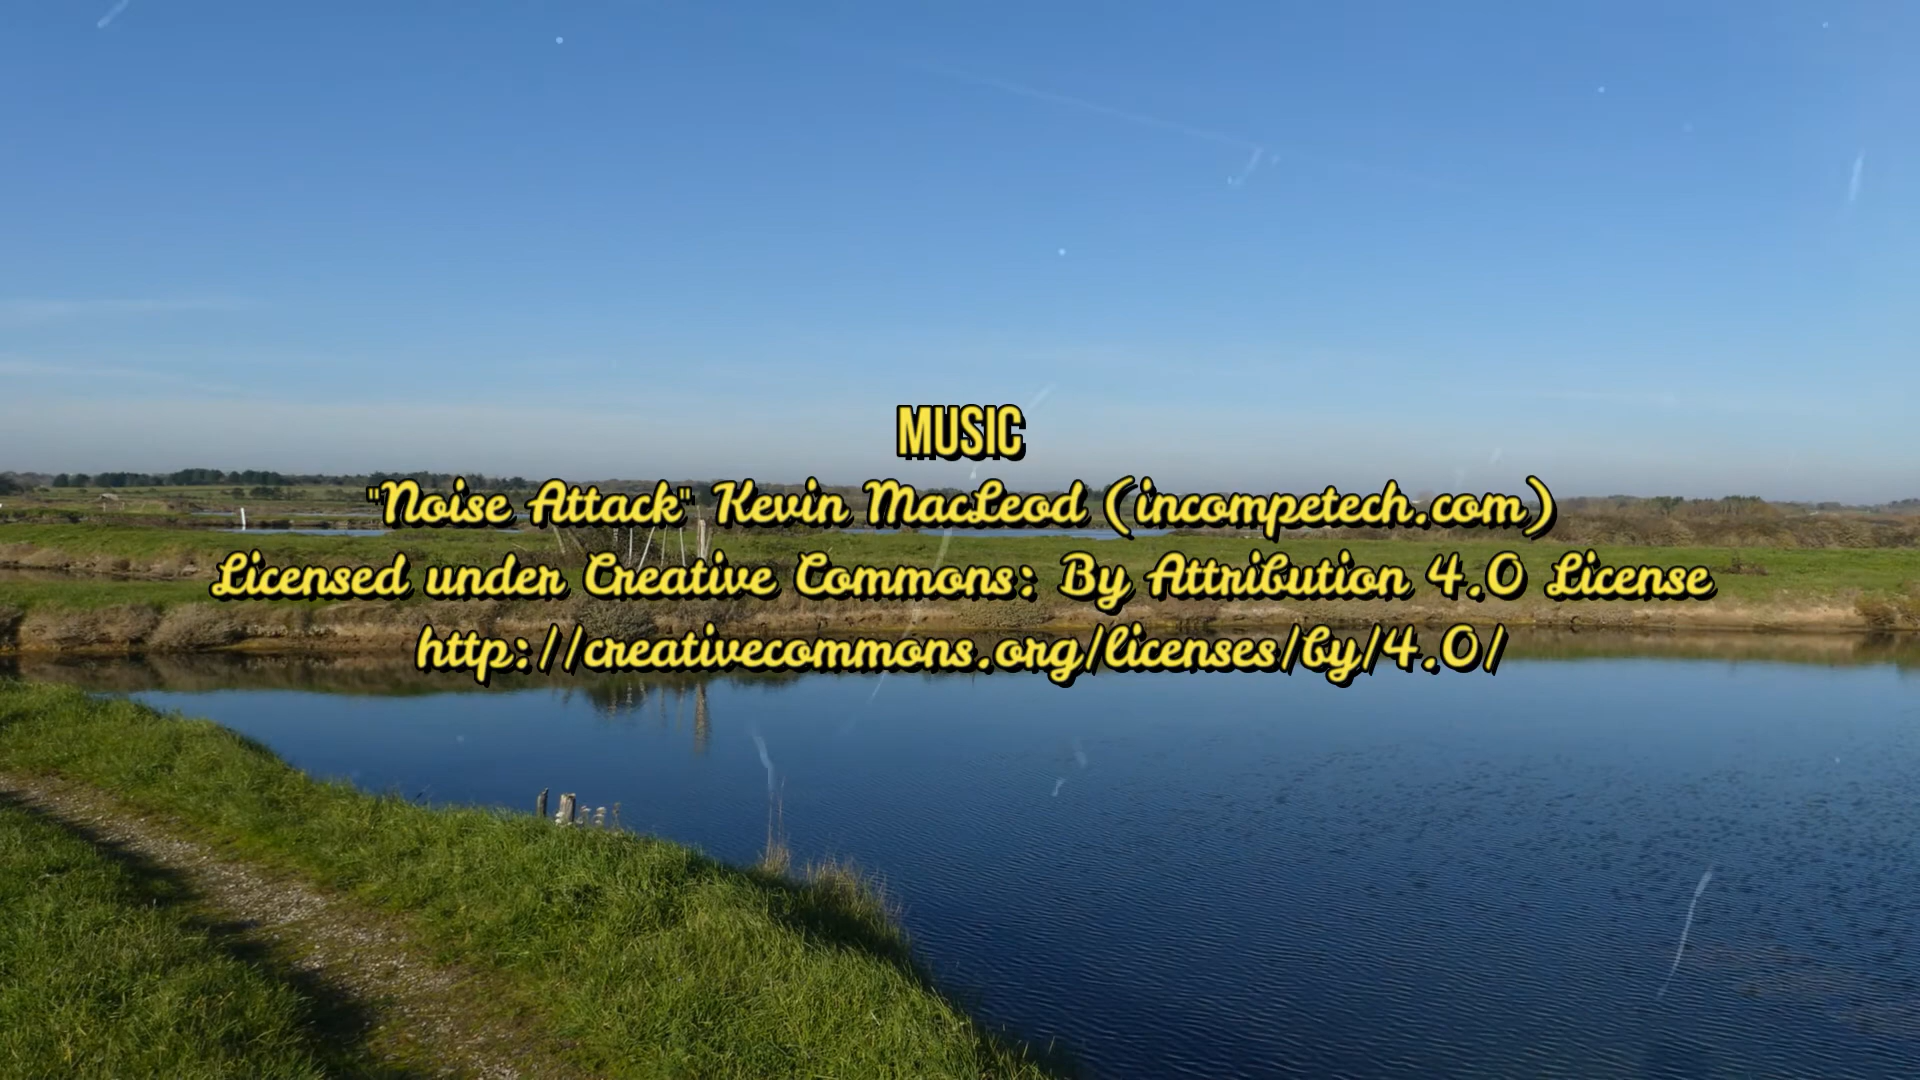 MUSIC
"Noise Attack" Kevin MacLeod (incompetech.com)
Licensed under Creative Commons: By Attribution 4.0 License
http://creativecommons.org/licenses/by/4.0/